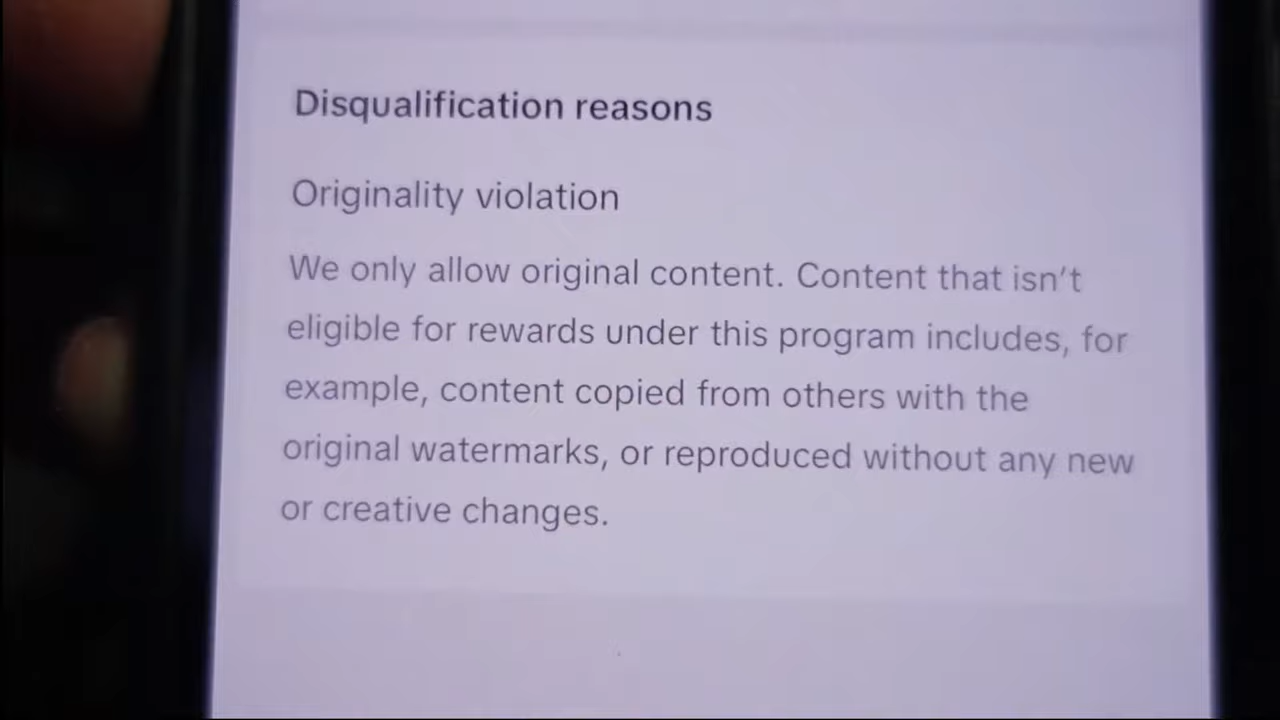 Disqualification reasons
Originality violation
We only allow original content. Content that isn't
eligible for rewards under this program includes, for
example, content copied from others with the
original watermarks, or reproduced without any new
or creative changes.